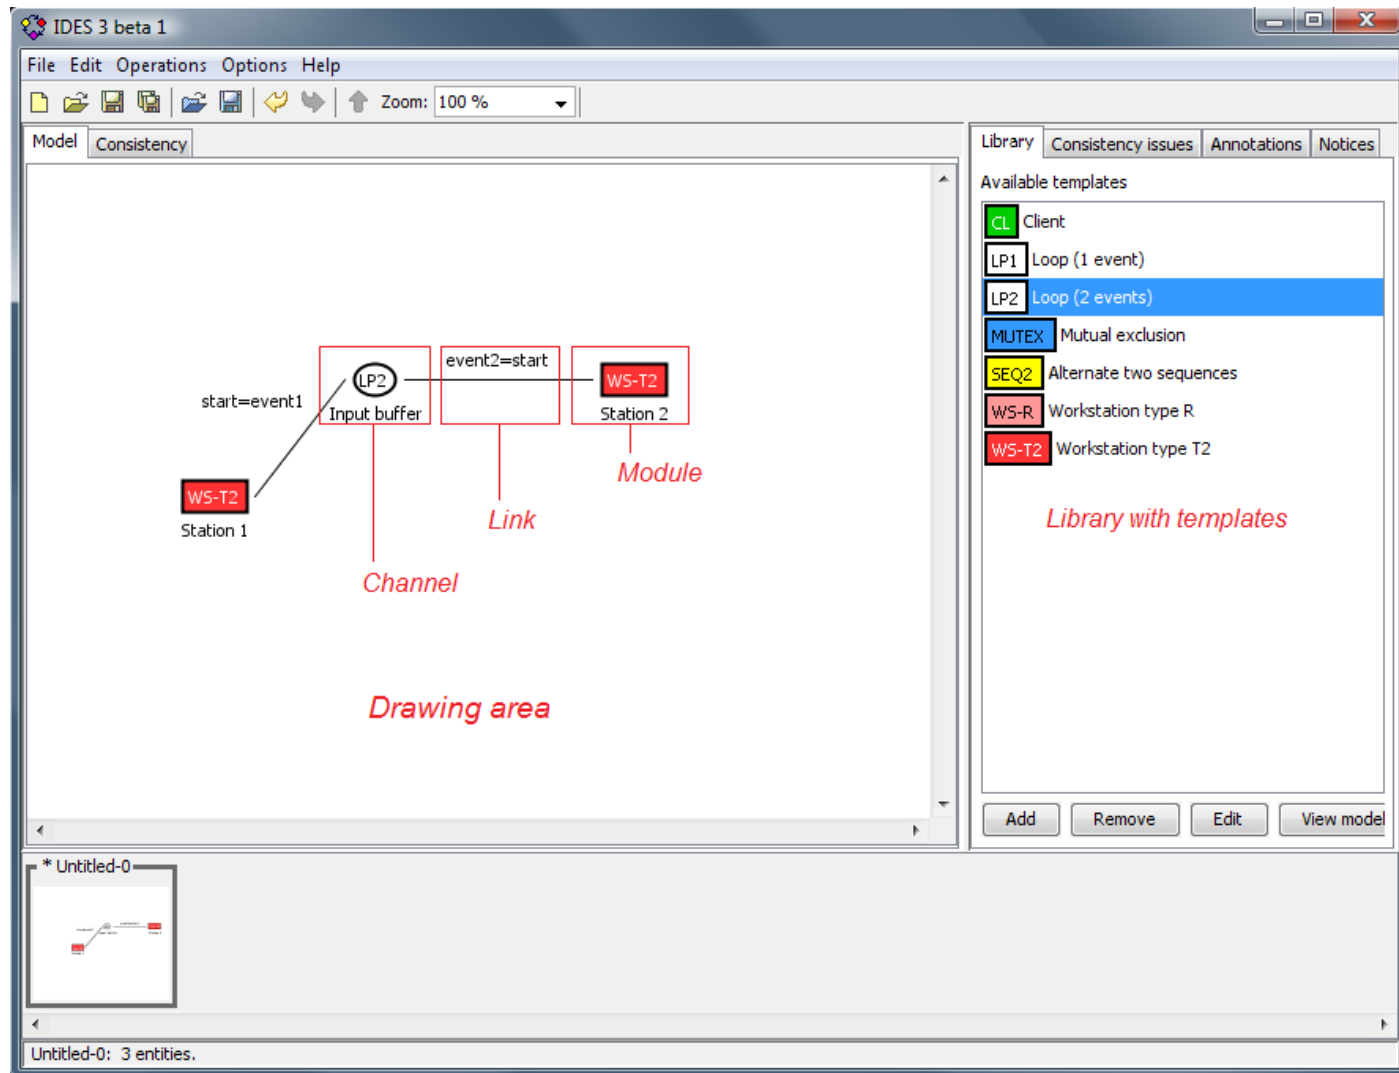 IDES 3 beta 1
File Edit Operations Options Help
Zoom: 100 %
Model Consistency
Library Consistency issues Annotations Notices
Available templates
CL Client
LP1 Loop (1 event)
LP2 Loop (2 events)
MUTEX Mutual exclusion
SEQ2 Alternate two sequences
WS-R Workstation type R
WS-T2 Workstation type T2
Library with templates
event2=start
LP2
WS-T2
start=event1
Input buffer
Station 2
Module
WS-T2
Link
Station 1
Channel
Drawing area
Add Remove Edit View model
* Untitled-0
Untitled-0: 3 entities.